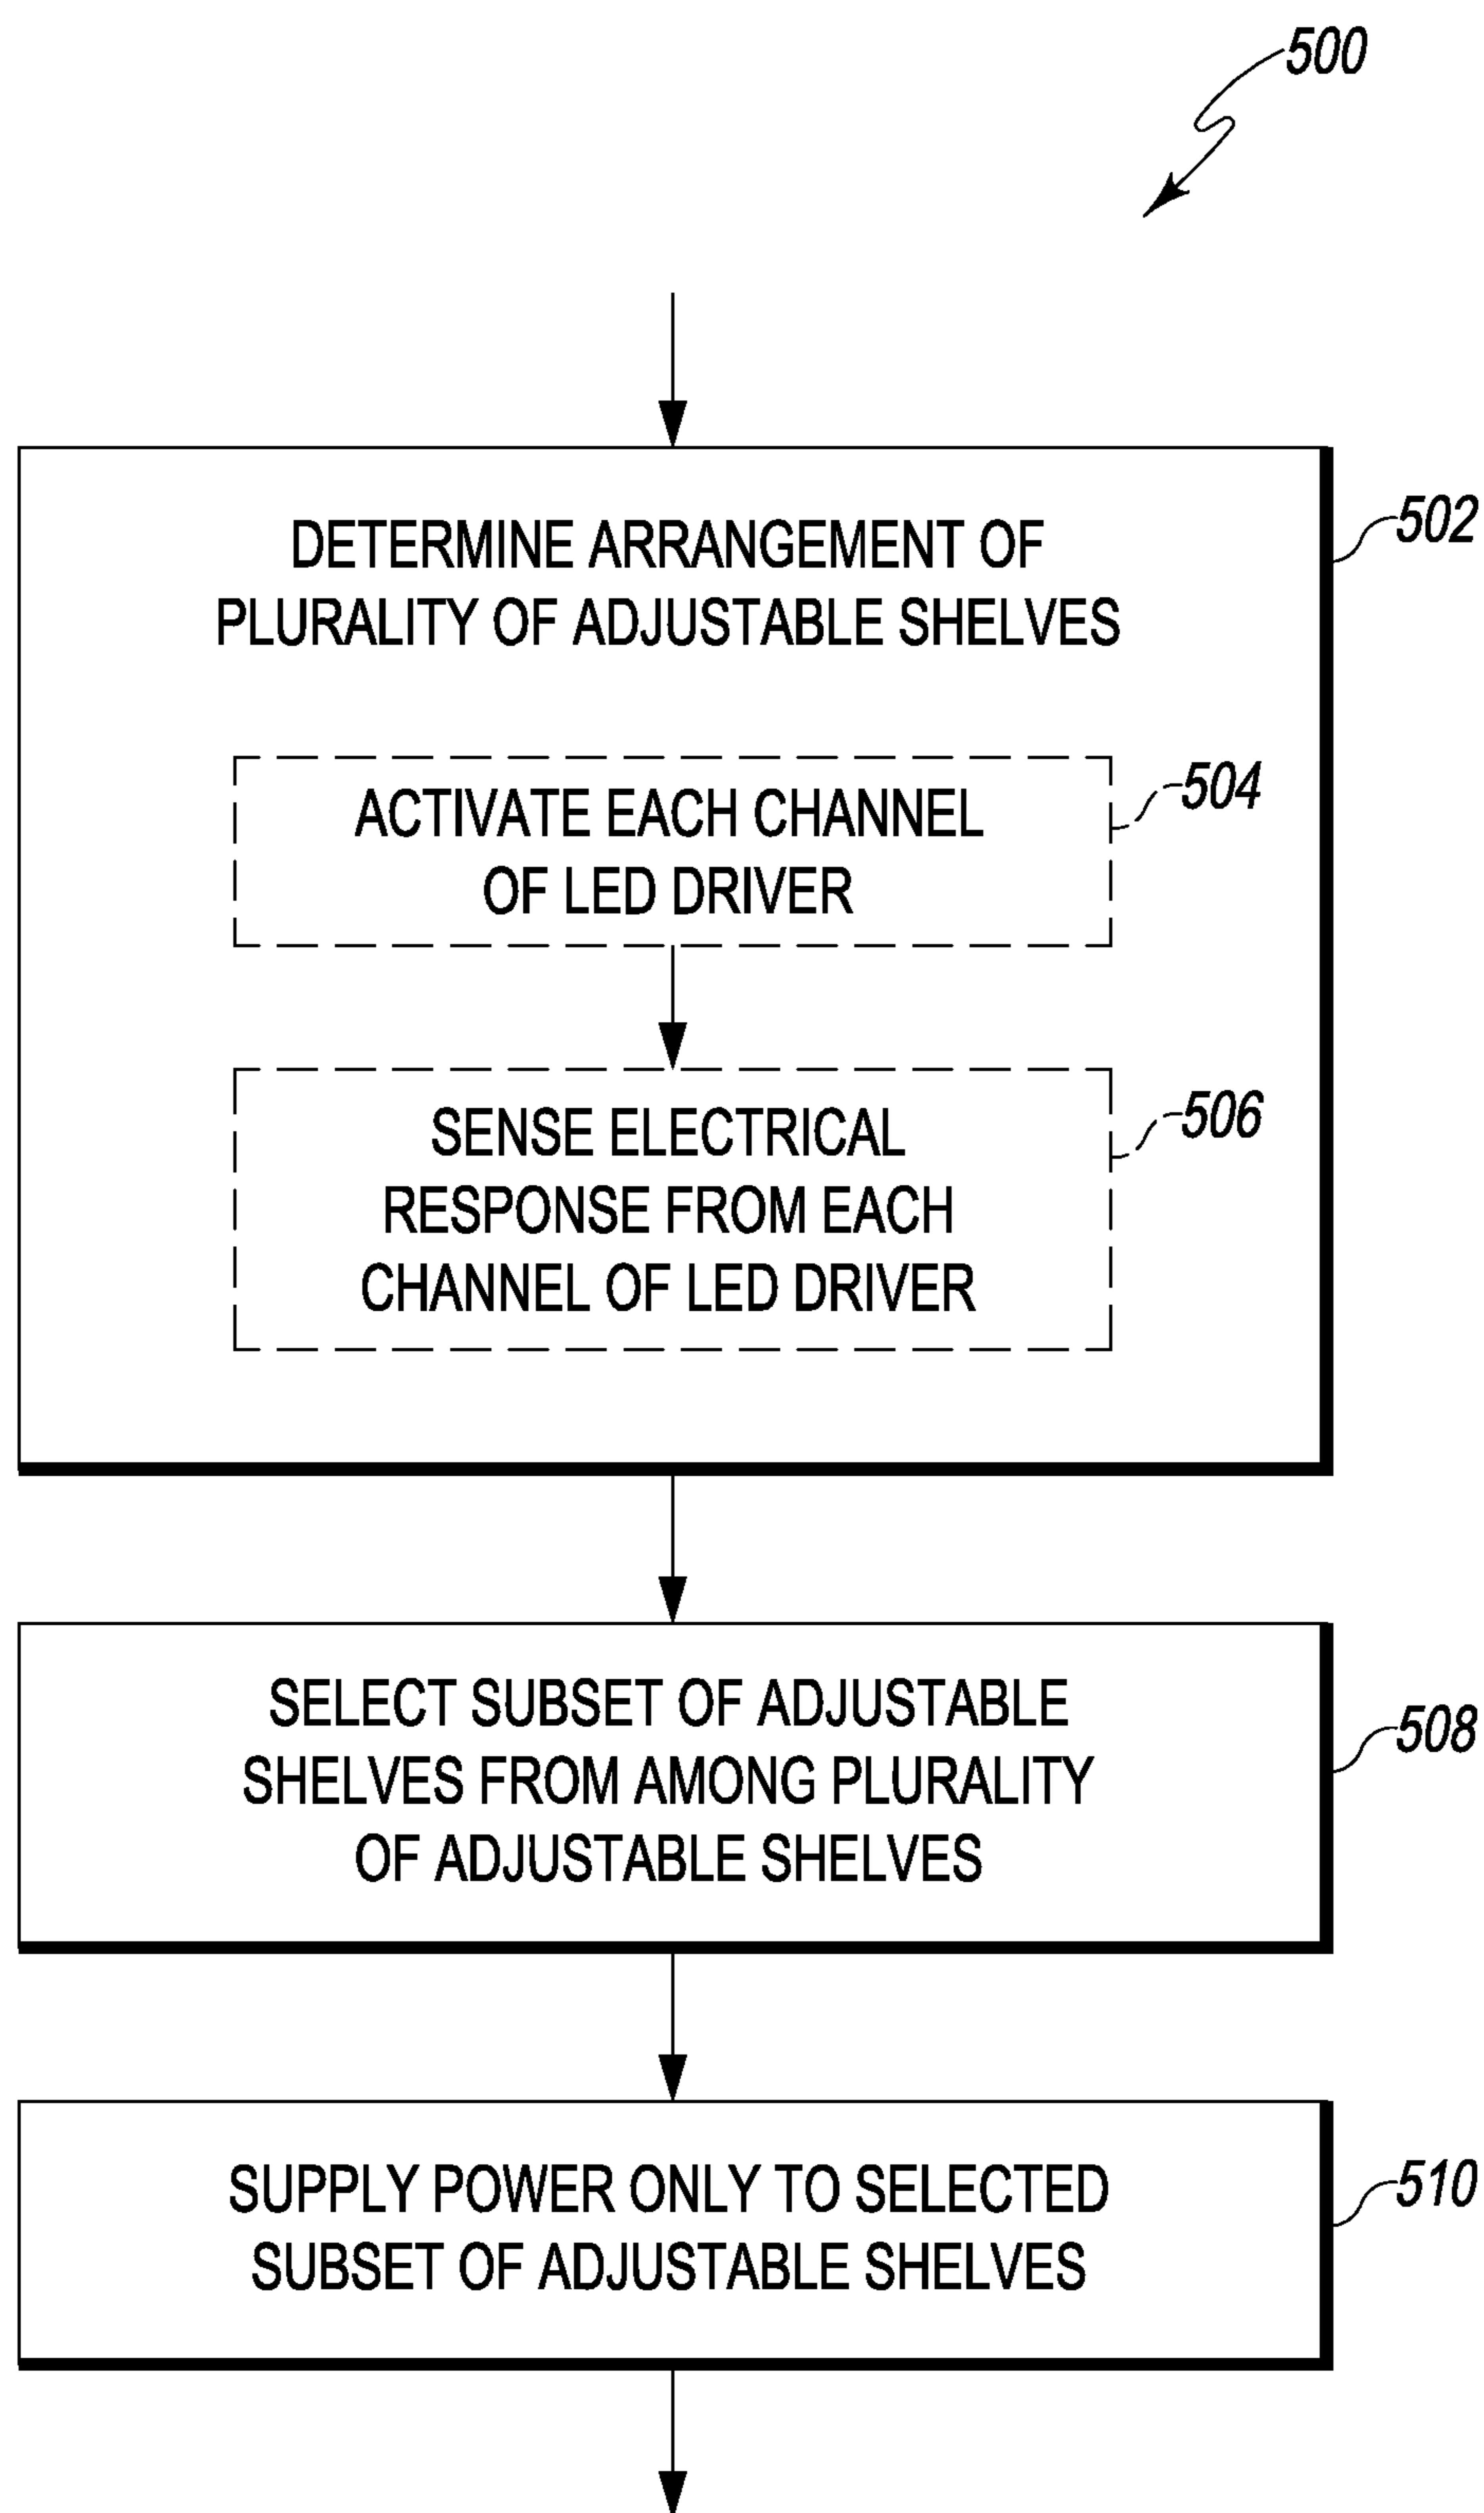 500
DETERMINE ARRANGEMENT OF
PLURALITY OF ADJUSTABLE SHELVES
502
ACTIVATE EACH CHANNEL
OF LED DRIVER
504
SENSE ELECTRICAL
RESPONSE FROM EACH
CHANNEL OF LED DRIVER
506
SELECT SUBSET OF ADJUSTABLE
SHELVES FROM AMONG PLURALITY
OF ADJUSTABLE SHELVES
508
SUPPLY POWER ONLY TO SELECTED
SUBSET OF ADJUSTABLE SHELVES
510